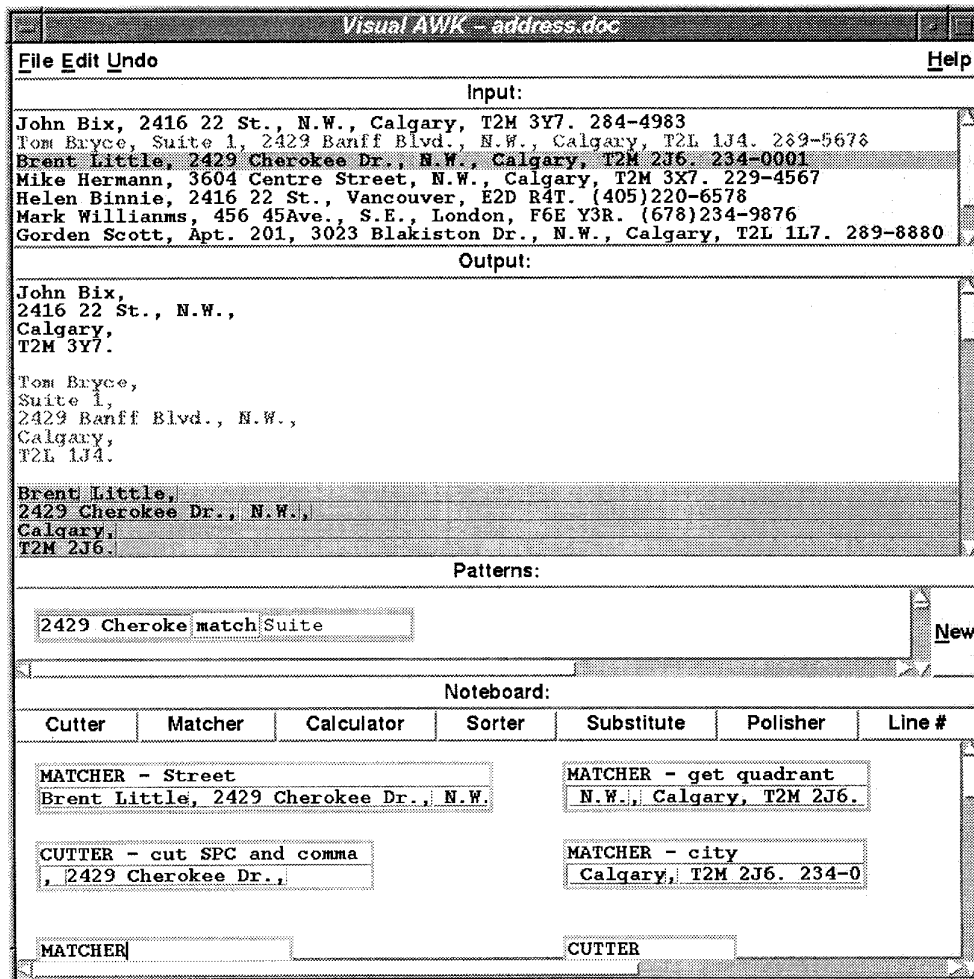 Visual AWK - address.doc
File Edit Undo Help
Input:
John Bix, 2416 22 St., N.W., Calgary, T2M 3Y7. 284-4983
Tom Bryce, Suite 1, 2429 Banff Blvd., N.W., Calgary, T2L 1J4. 289-5678
Brent Little, 2429 Cherokee Dr., N.W., Calgary, T2M 2J6. 234-0001
Mike Hermann, 3604 Centre Street, N.W., Calgary, T2M 3X7. 229-4567
Helen Binnie, 2416 22 St., Vancouver, E2D R4T. (405)220-6578
Mark Willianms, 456 45Ave., S.E., London, F6E Y3R. (678)234-9876
Gorden Scott, Apt. 201, 3023 Blakiston Dr., N.W., Calgary, T2L 1L7. 289-8880
Output:
John Bix,
2416 22 St., N.W.,
Calgary,
T2M 3Y7.
Tom Bryce,
Suite 1,
2429 Banff Blvd., N.W.,
Calgary,
T2L 1J4.
Brent Little,
2429 Cherokee Dr., N.W.,
Calgary,
T2M 2J6.
Patterns:
2429 Cheroke match Suite
New
Noteboard:
Cutter Matcher Calculator Sorter Substitute Polisher Line #
MATCHER - Street MATCHER - get quadrant
Brent Little, 2429 Cherokee Dr., N.W. N.W., Calgary, T2M 2J6.
CUTTER - cut SPC and comma MATCHER - city
, 2429 Cherokee Dr., Calgary, T2M 2J6. 234-0
MATCHER CUTTER